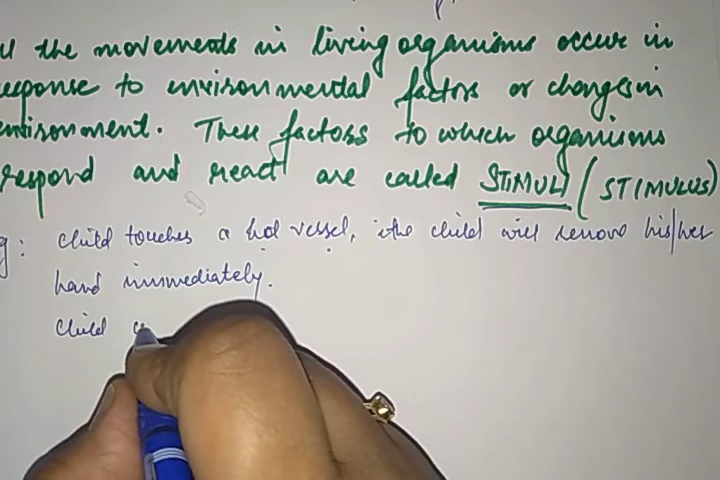 the movements in living organisms occur in
response to environmental factors or changes in
environment. These factors to which organisms
respond and react are called STIMULI (STIMULUS)
g: child touches a hot vessel, the child will remove his/her
hand immediately.
Child